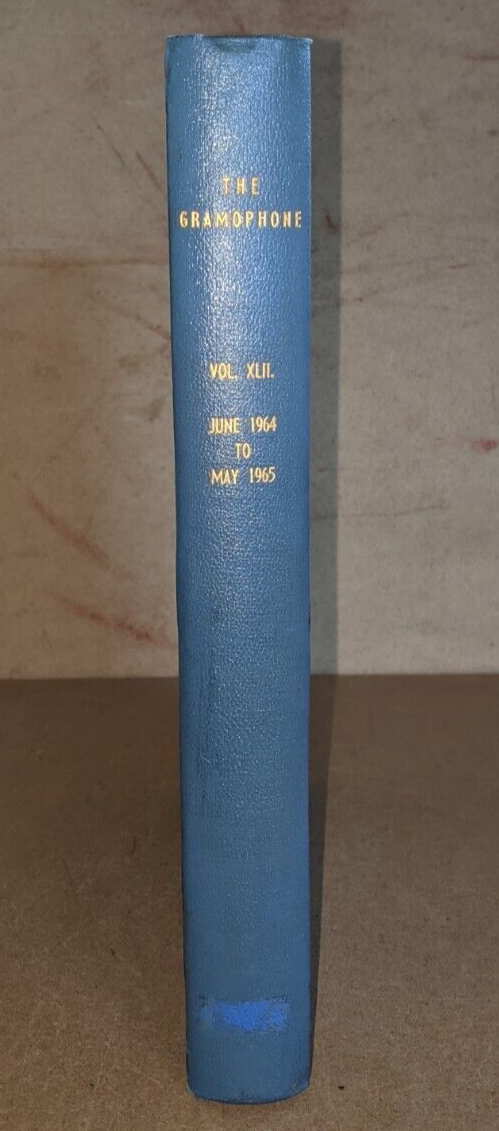 THE
GRAMOPHONE
VOL. XLII.
JUNE 1964
TO
MAY 1965